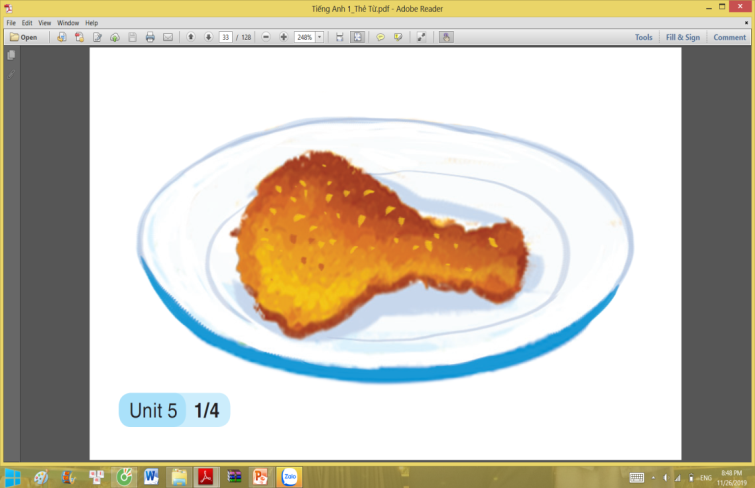 Tiếng Anh 1_Thẻ Từ.pdf - Adobe Reader
File Edit View Window Help
Open 33 / 128 248% Tools Fill & Sign Comment
Unit 5 1/4
Zalo
ENG
8:48 PM
11/26/2019